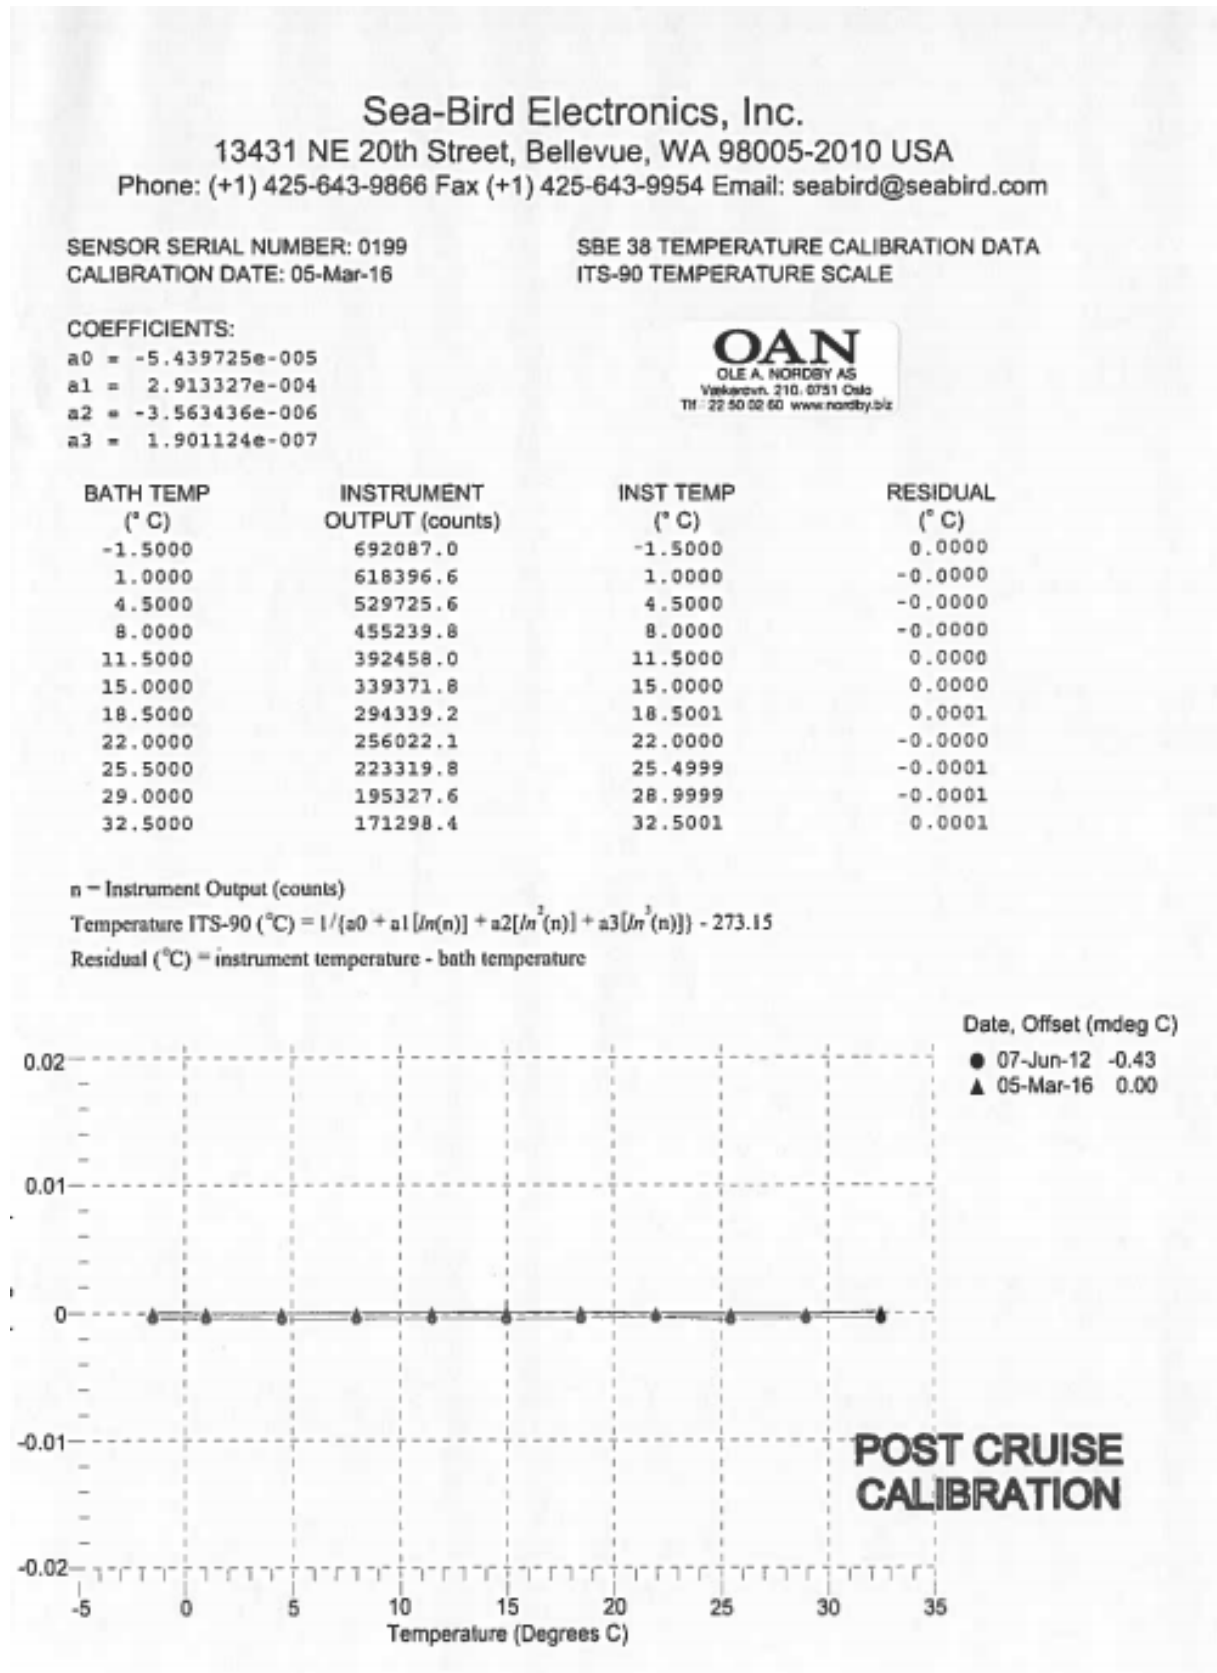 Sea-Bird Electronics, Inc.
13431 NE 20th Street, Bellevue, WA 98005-2010 USA
Phone: (+1) 425-643-9866 Fax (+1) 425-643-9954 Email: seabird@seabird.com
SENSOR SERIAL NUMBER: 0199
CALIBRATION DATE: 05-Mar-16
SBE 38 TEMPERATURE CALIBRATION DATA
ITS-90 TEMPERATURE SCALE
COEFFICIENTS:
a0 = -5.439725e-005
a1 = 2.913327e-004
a2 = -3.563436e-006
a3 = 1.901124e-007
OAN
OLE A. NORDBY AS
210, 0751 Oslo
Tlf.: 22 50 02 60 www.nordby.biz
BATH TEMP INSTRUMENT INST TEMP RESIDUAL
(° C) OUTPUT (counts) (° C) (° C)
-1.5000 692087.0 -1.5000 0.0000
1.0000 618396.6 1.0000 -0.0000
4.5000 529725.6 4.5000 -0.0000
8.0000 455239.8 8.0000 -0.0000
11.5000 392458.0 11.5000 0.0000
15.0000 339371.8 15.0000 0.0000
18.5000 294339.2 18.5001 0.0001
22.0000 256022.1 22.0000 -0.0000
25.5000 223319.8 25.4999 -0.0001
29.0000 195327.6 28.9999 -0.0001
32.5000 171298.4 32.5001 0.0001
n = Instrument Output (counts)
Temperature ITS-90 (°C) = 1/{a0 + a1[ln(n)] + a2[ln²(n)] + a3[ln³(n)]} - 273.15
Residual (°C) = instrument temperature - bath temperature
Date, Offset (mdeg C)
● 07-Jun-12 -0.43
▲ 05-Mar-16 0.00
0.02
0.01
0
-0.01
-0.02
POST CRUISE
CALIBRATION
-5 0 5 10 15 20 25 30 35
Temperature (Degrees C)